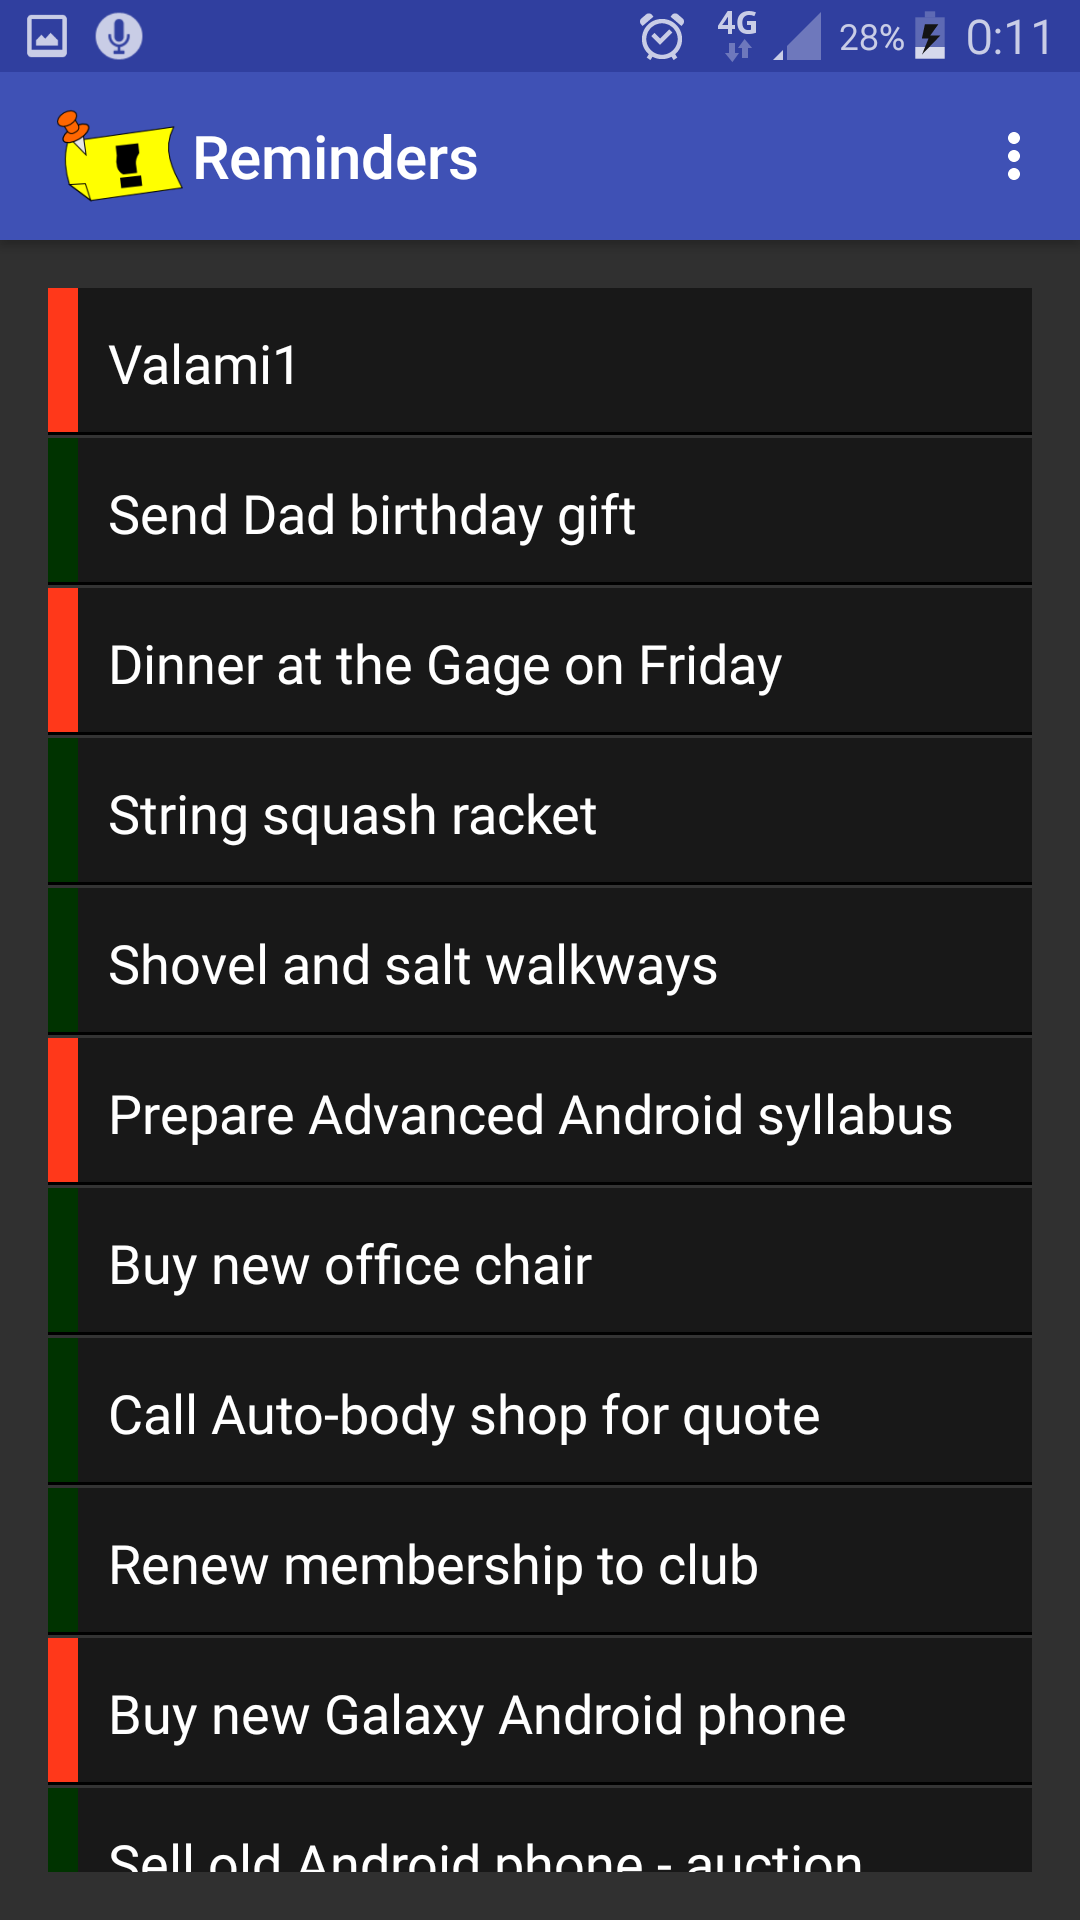 4G 28% 0:11
! Reminders
Valami1
Send Dad birthday gift
Dinner at the Gage on Friday
String squash racket
Shovel and salt walkways
Prepare Advanced Android syllabus
Buy new office chair
Call Auto-body shop for quote
Renew membership to club
Buy new Galaxy Android phone
Sell old Android phone - auction